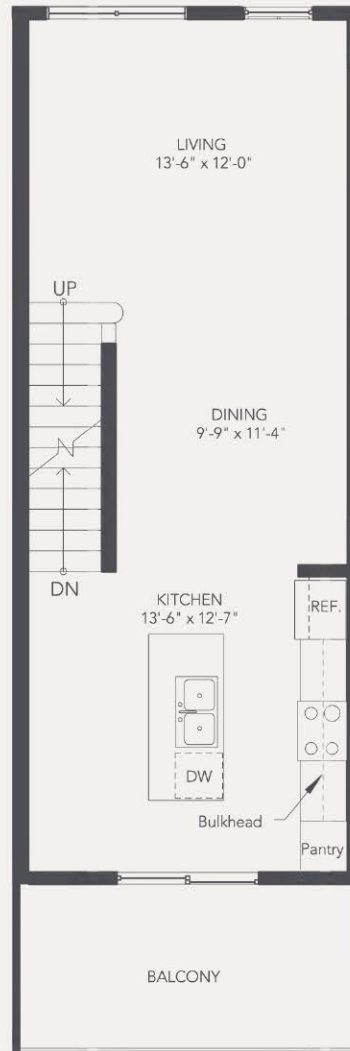 LIVING
13'-6" x 12'-0"
UP
DINING
9'-9" x 11'-4"
DN
KITCHEN
13'-6" x 12'-7"
REF.
DW
Bulkhead
Pantry
BALCONY